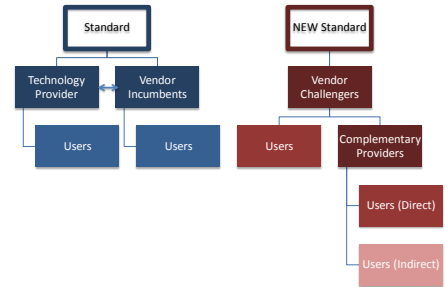 Standard
NEW Standard
Technology
Provider
Vendor
Incumbents
Vendor
Challengers
Users
Users
Users
Complementary
Providers
Users (Direct)
Users (Indirect)